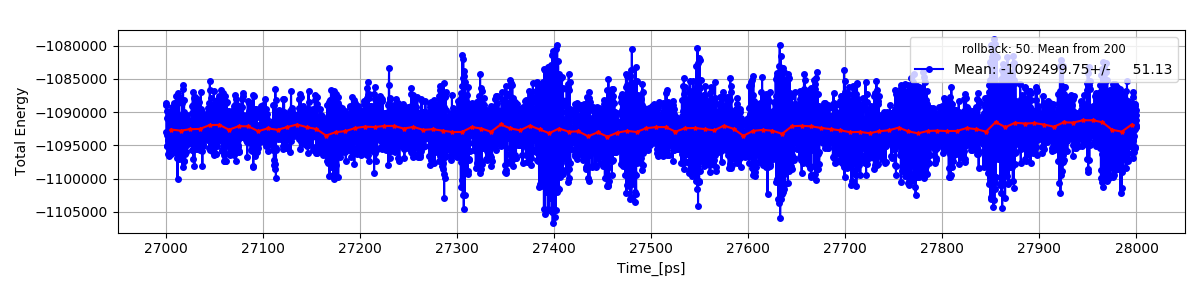 rollback: 50. Mean from 200
Mean: -1092499.75+/- 51.13
Total Energy
−1080000
−1085000
−1090000
−1095000
−1100000
−1105000
27000 27100 27200 27300 27400 27500 27600 27700 27800 27900 28000
Time_[ps]